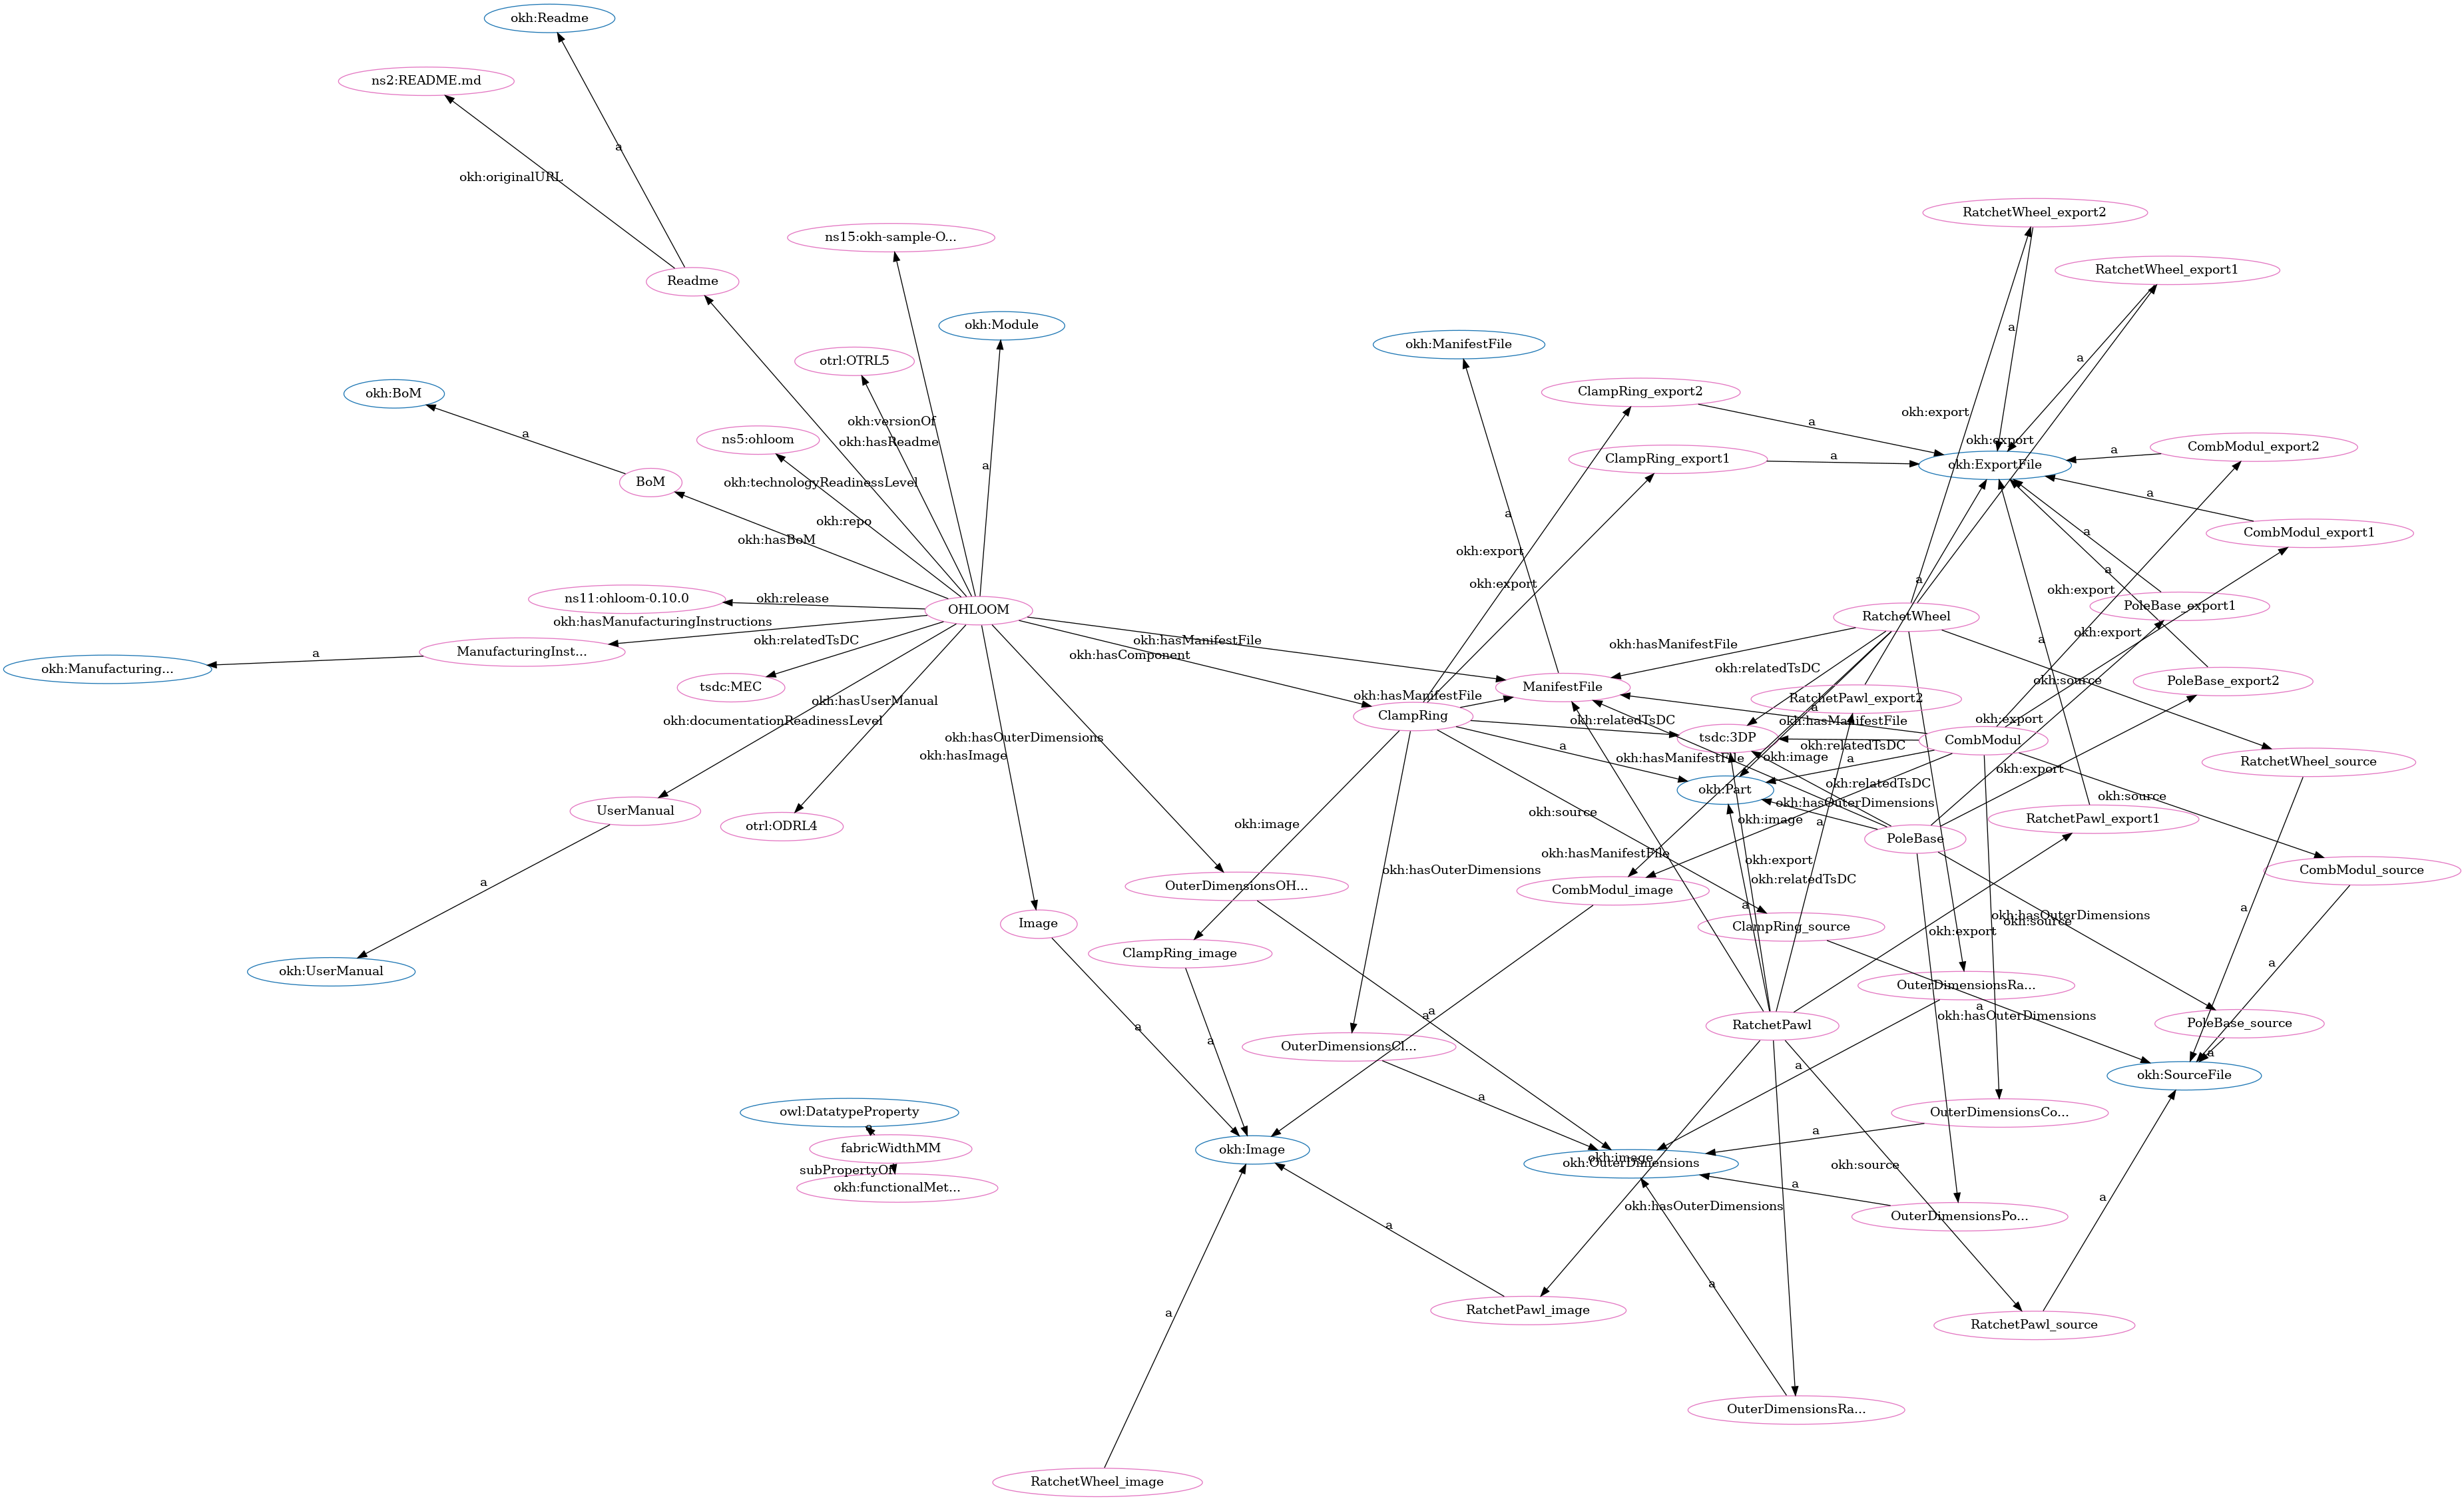 okh:Readme
ns2:README.md
a
okh:originalURL
RatchetWheel_export2
ns15:okh-sample-O...
RatchetWheel_export1
Readme
okh:Module
a
okh:ManifestFile
a
otrl:OTRL5
okh:BoM
ClampRing_export2
okh:export
okh:versionOf
a
a
ns5:ohloom
okh:hasReadme
okh:export
CombModul_export2
a
ClampRing_export1
a
okh:ExportFile
a
BoM
okh:technologyReadinessLevel
a
okh:repo
a
CombModul_export1
okh:hasBoM
okh:export
a
a
okh:export
a
okh:export
ns11:ohloom-0.10.0
okh:release
OHLOOM
PoleBase_export1
okh:hasManufacturingInstructions
RatchetWheel
okh:export
okh:relatedTsDC
okh:hasManifestFile
okh:hasManifestFile
a
ManufacturingInst...
a
okh:hasComponent
okh:Manufacturing...
okh:relatedTsDC
okh:source
PoleBase_export2
tsdc:MEC
ManifestFile
okh:hasManifestFile
RatchetPawl_export2
okh:hasUserManual
a
ClampRing
okh:documentationReadinessLevel
okh:relatedTsDC
okh:hasManifestFile
okh:export
okh:hasOuterDimensions
tsdc:3DP
CombModul
a
okh:relatedTsDC
okh:hasImage
okh:hasManifestFile
okh:image
a
RatchetWheel_source
okh:export
okh:Part
okh:relatedTsDC
okh:source
okh:hasOuterDimensions
UserManual
okh:source
okh:image
a
RatchetPawl_export1
otrl:ODRL4
okh:image
PoleBase
okh:hasManifestFile
okh:export
okh:hasOuterDimensions
CombModul_source
okh:relatedTsDC
a
OuterDimensionsOH...
CombModul_image
a
a
okh:hasOuterDimensions
okh:source
Image
ClampRing_source
okh:export
ClampRing_image
a
okh:UserManual
OuterDimensionsRa...
a
a
a
okh:hasOuterDimensions
a
RatchetPawl
PoleBase_source
a
OuterDimensionsCl...
a
a
okh:SourceFile
a
owl:DatatypeProperty
OuterDimensionsCo...
a
a
fabricWidthMM
okh:Image
okh:image
okh:OuterDimensions
okh:source
subPropertyOf
okh:functionalMet...
a
a
okh:hasOuterDimensions
OuterDimensionsPo...
a
a
RatchetPawl_image
a
RatchetPawl_source
OuterDimensionsRa...
RatchetWheel_image